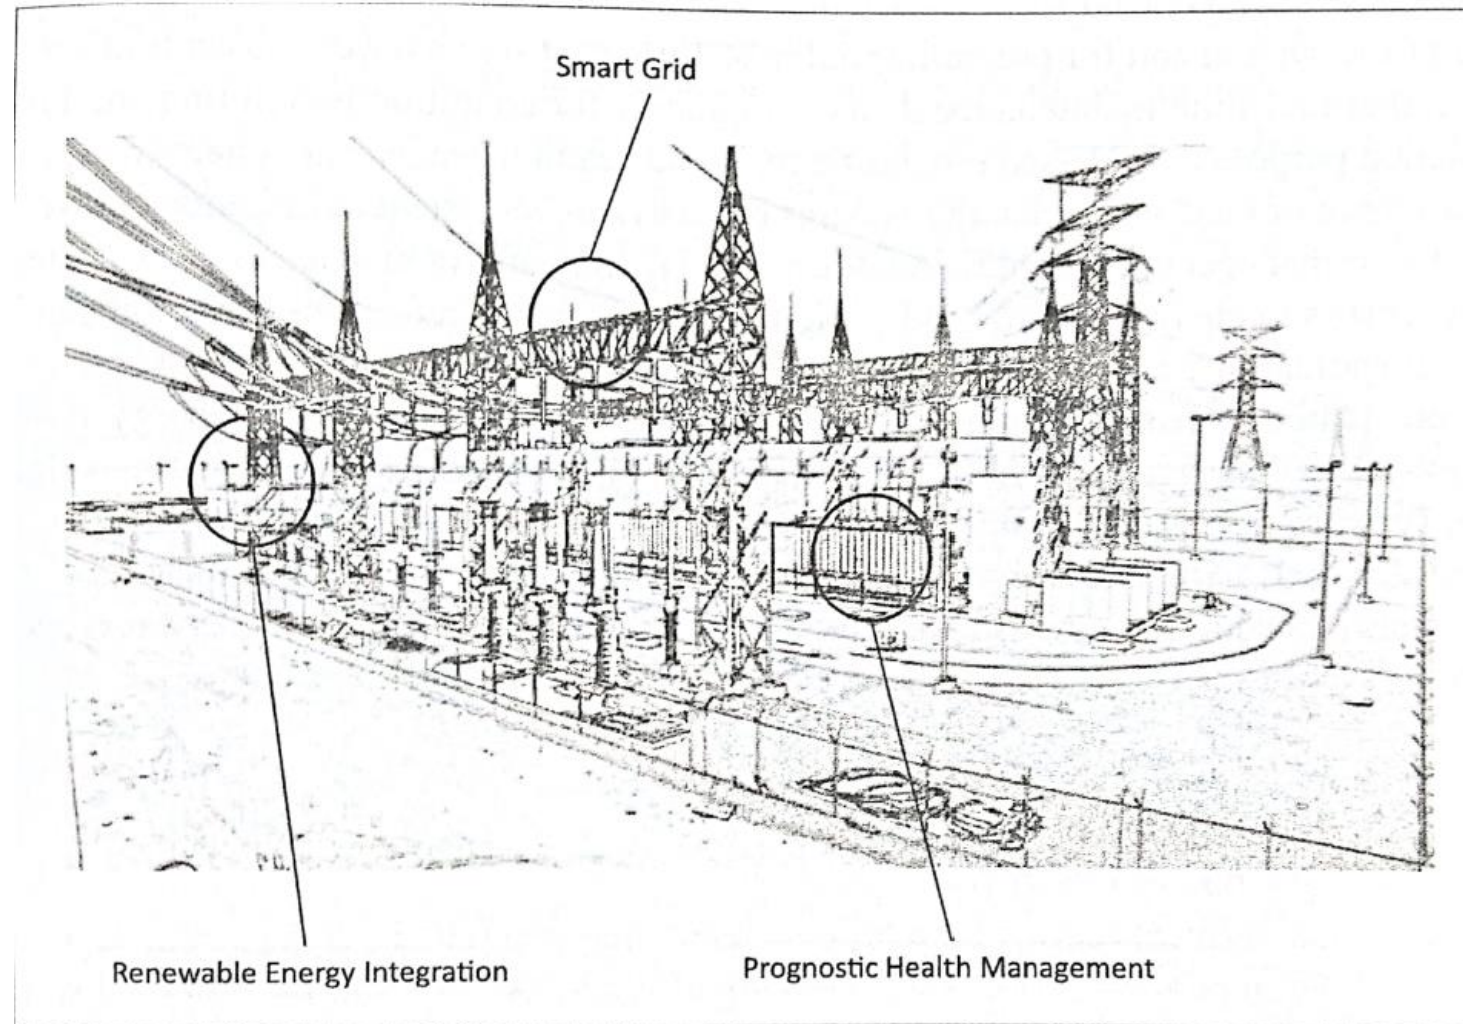 Smart Grid
Renewable Energy Integration
Prognostic Health Management